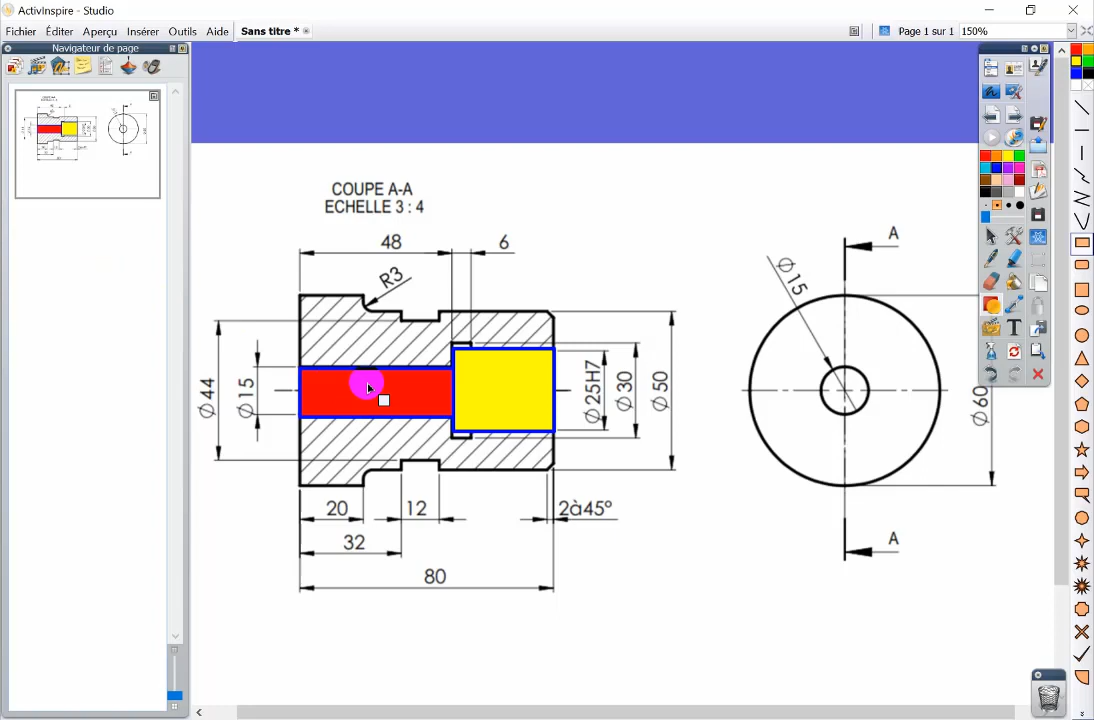 ActivInspire - Studio
Fichier Éditer Aperçu Insérer Outils Aide Sans titre *
Page 1 sur 1 150%
Navigateur de page
COUPE A-A
ECHELLE 3 : 4
48 6
R3
A
Ø15
Ø44 Ø15 Ø25H7 Ø30 Ø50 Ø60
20 12 2à45°
32
A
80
T